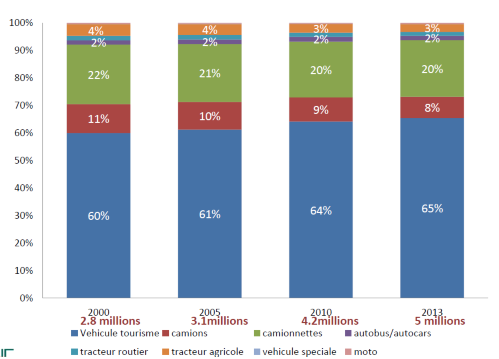 100%
90%
80%
70%
60%
50%
40%
30%
20%
10%
0%
4% 4% 3% 3%
2% 2% 2% 2%
22% 21% 20% 20%
11% 10% 9% 8%
60% 61% 64% 65%
2000 2005 2010 2013
2.8 millions 3.1millions 4.2millions 5 millions
Vehicule tourisme camions camionnettes autobus/autocars
tracteur routier tracteur agricole vehicule speciale moto